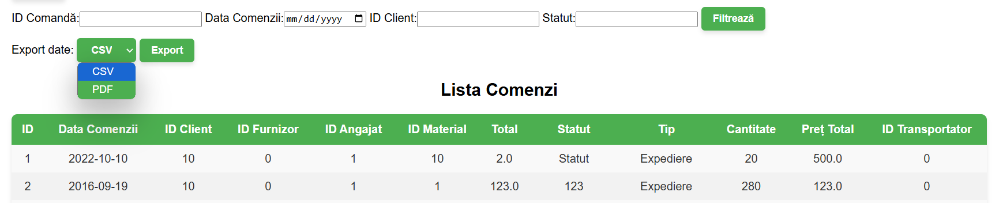 ID Comandă: Data Comenzii: mm/dd/yyyy ID Client: Statut: Filtrează
Export date: CSV Export
CSV
PDF
Lista Comenzi
ID Data Comenzii ID Client ID Furnizor ID Angajat ID Material Total Statut Tip Cantitate Preț Total ID Transportator
1 2022-10-10 10 0 1 10 2.0 Statut Expediere 20 500.0 0
2 2016-09-19 10 0 1 1 123.0 123 Expediere 280 123.0 0